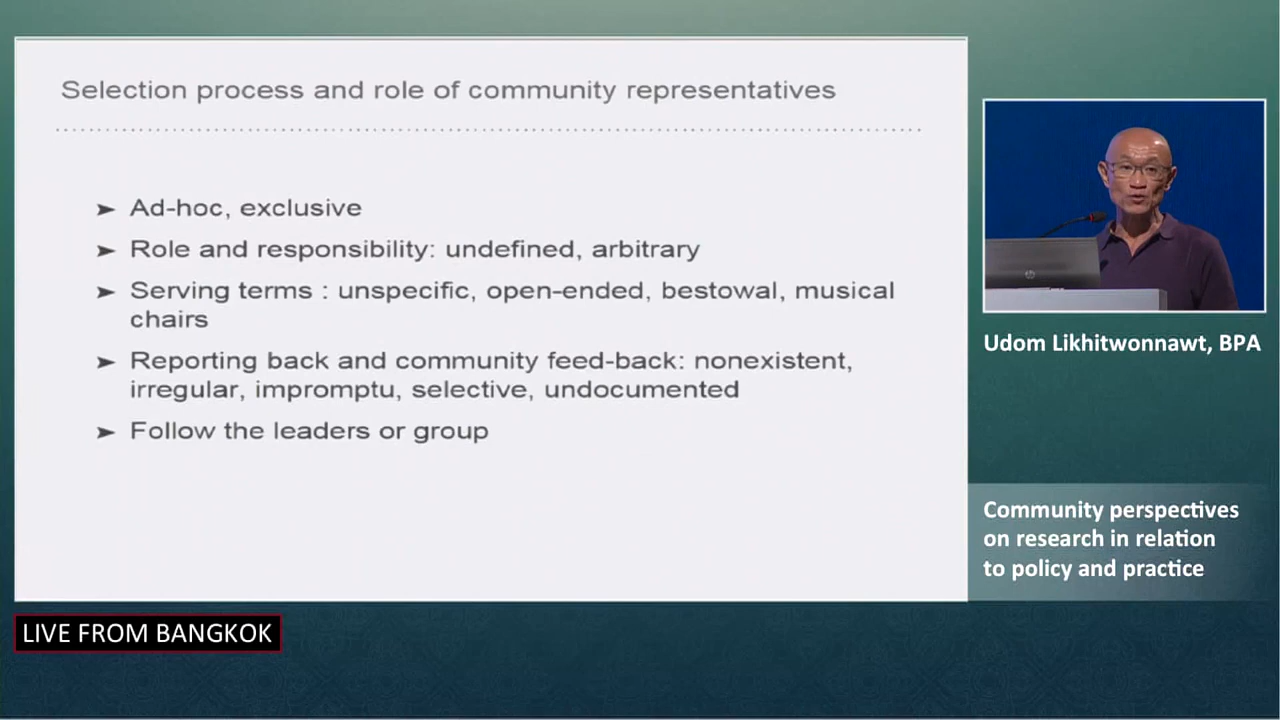 Selection process and role of community representatives
➢ Ad-hoc, exclusive
➢ Role and responsibility: undefined, arbitrary
➢ Serving terms : unspecific, open-ended, bestowal, musical
chairs
➢ Reporting back and community feed-back: nonexistent,
irregular, impromptu, selective, undocumented
➢ Follow the leaders or group
Udom Likhitwonnawt, BPA
Community perspectives
on research in relation
to policy and practice
LIVE FROM BANGKOK